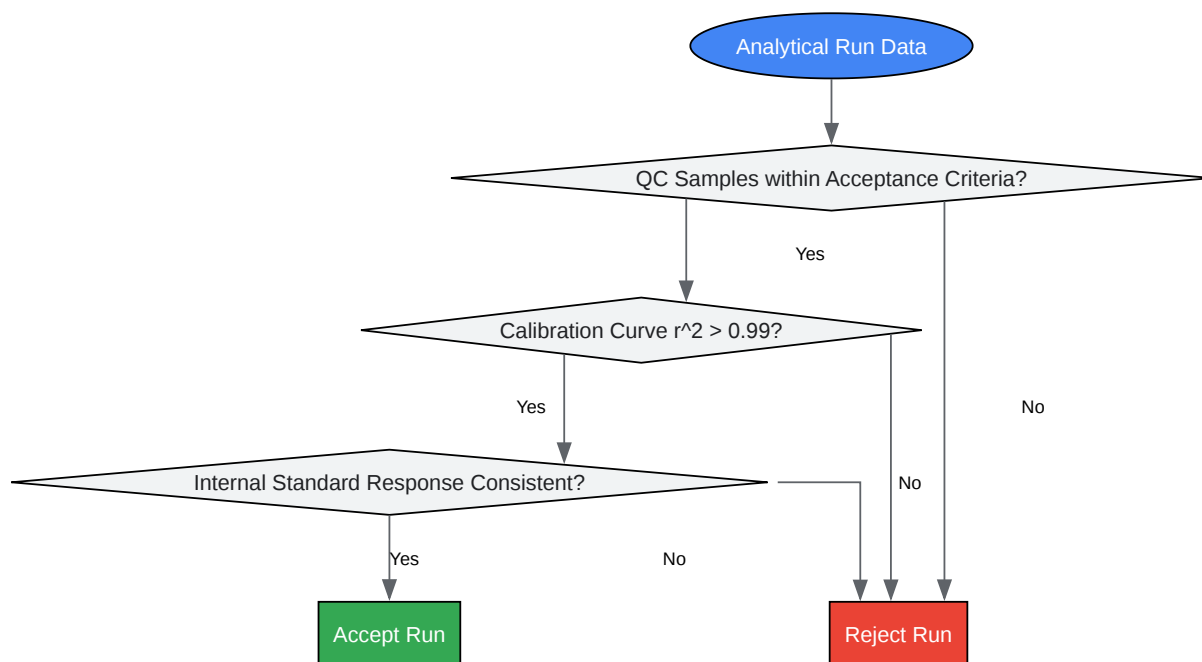 Analytical Run Data
QC Samples within Acceptance Criteria?
Yes
Calibration Curve r^2 > 0.99?
Yes
No
Internal Standard Response Consistent?
No
Yes
No
Accept Run
Reject Run